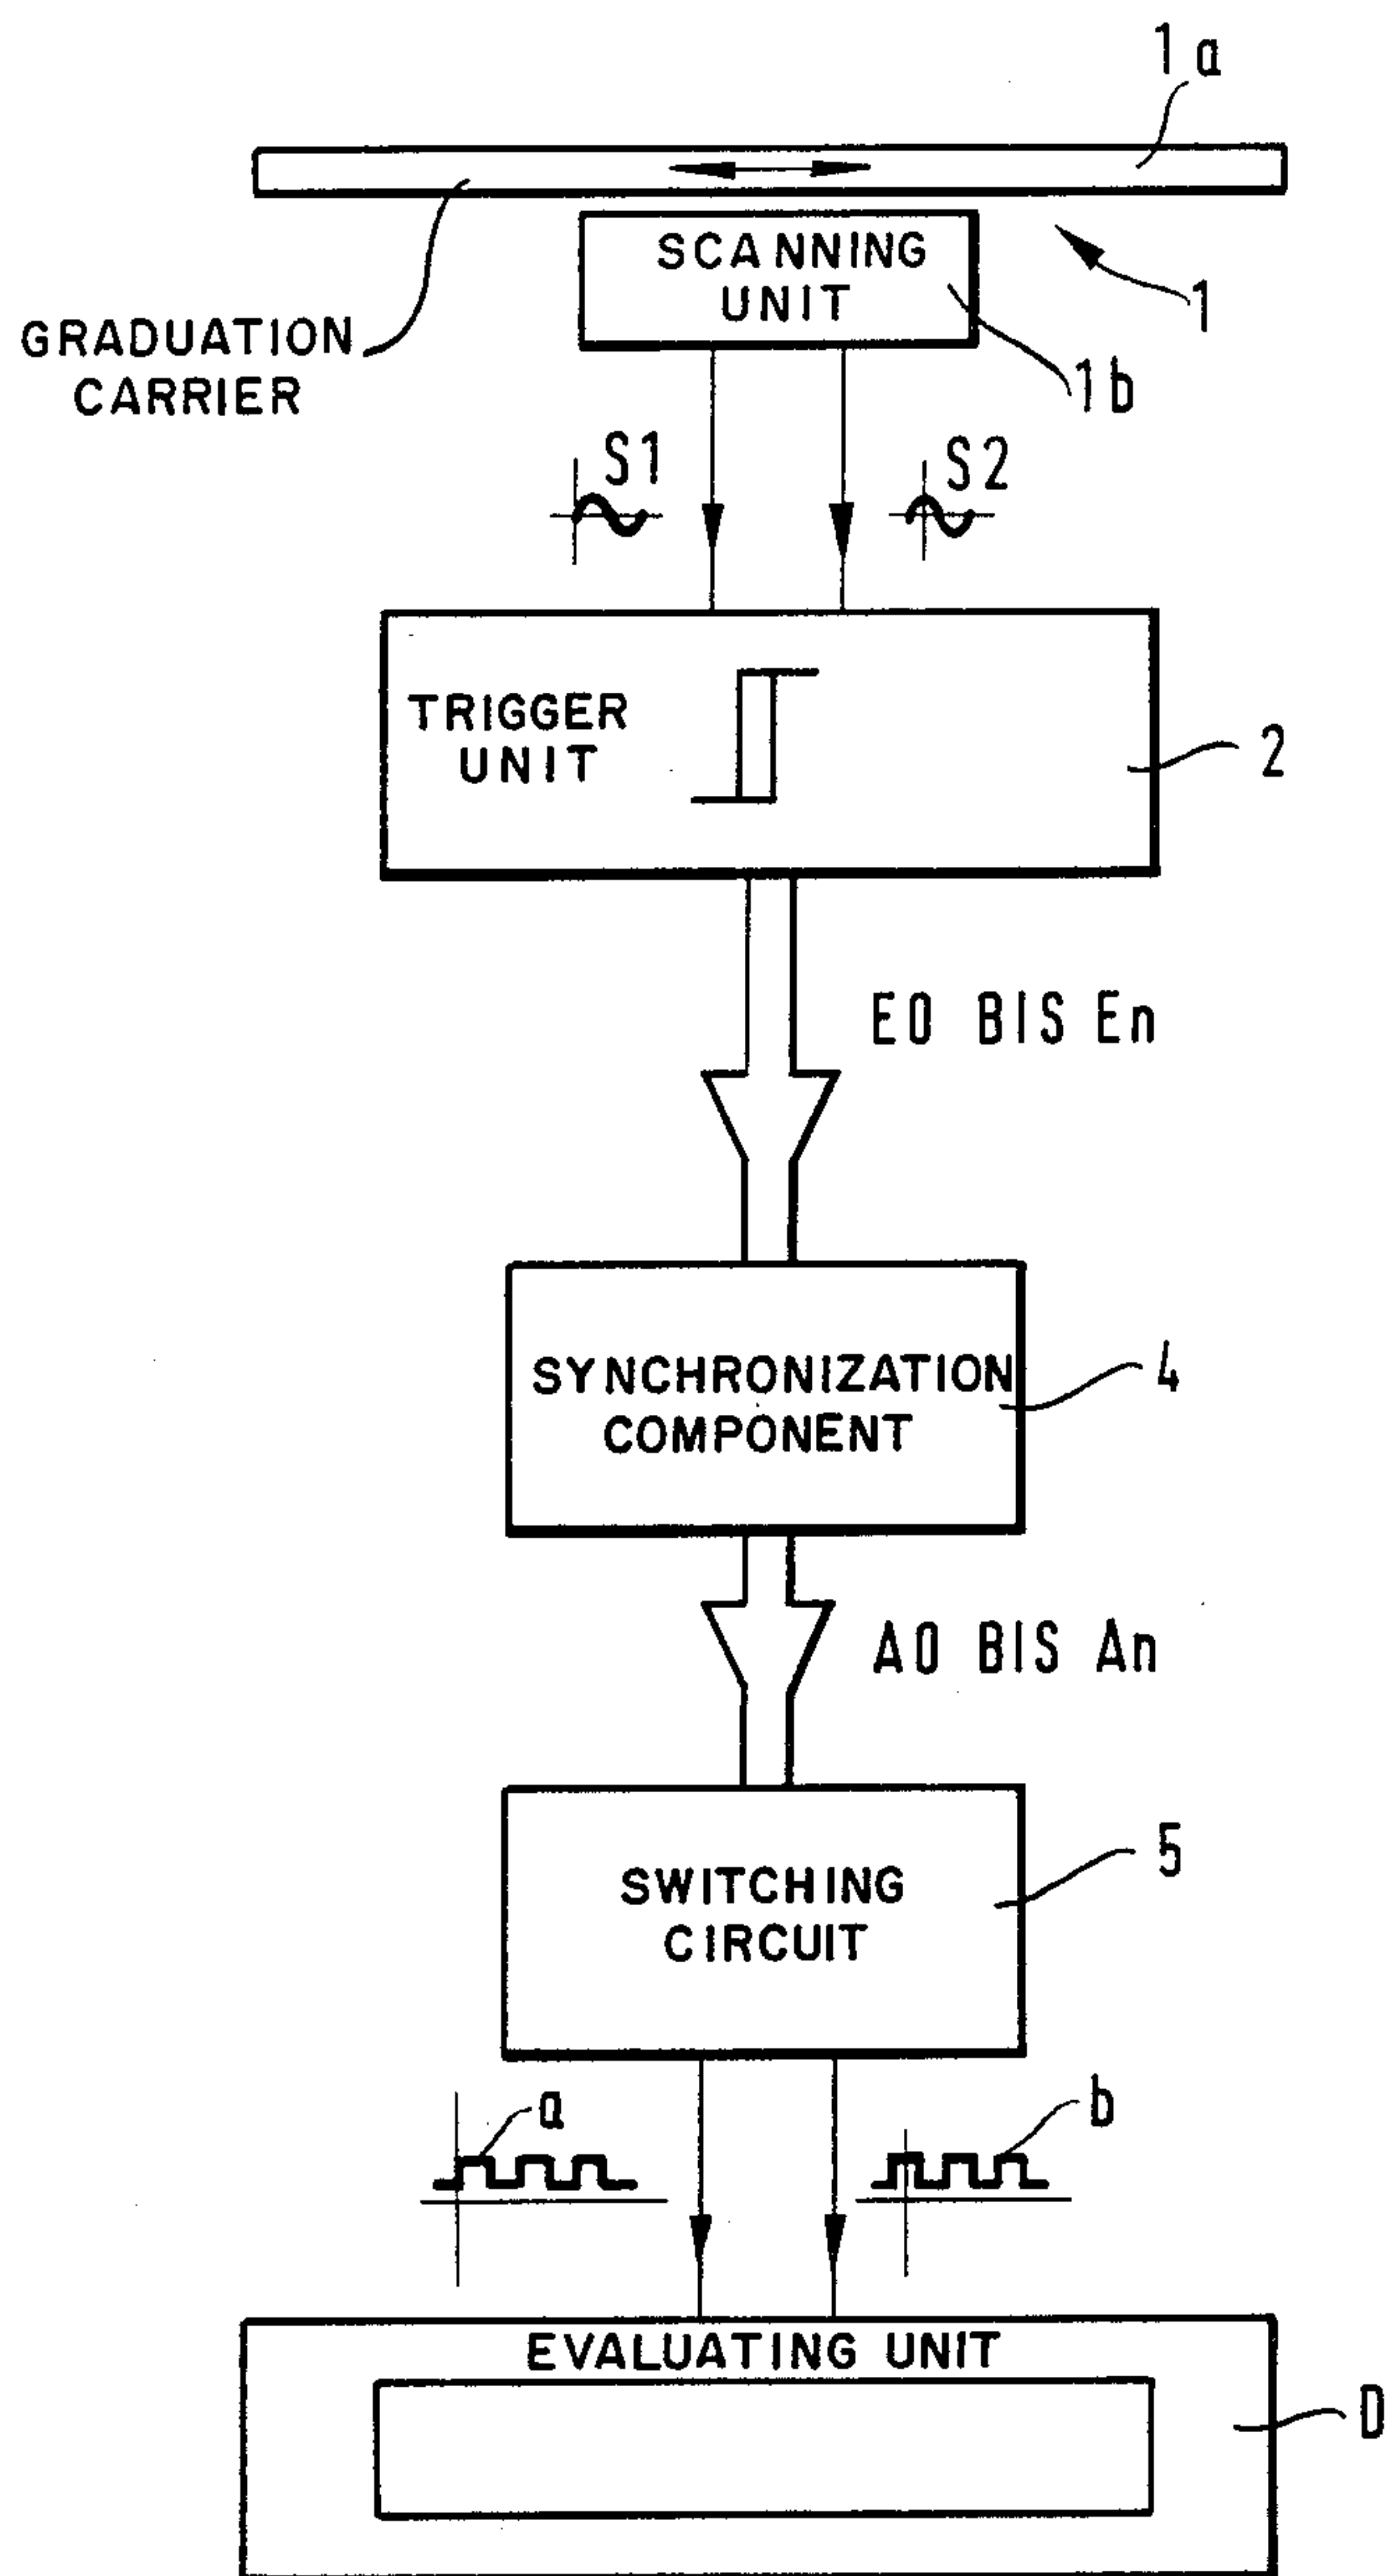 1a
SCANNING
UNIT
1
GRADUATION
CARRIER
1b
S1
S2
TRIGGER
UNIT
2
E0 BIS En
SYNCHRONIZATION
COMPONENT
4
A0 BIS An
SWITCHING
CIRCUIT
5
a
b
EVALUATING UNIT
D